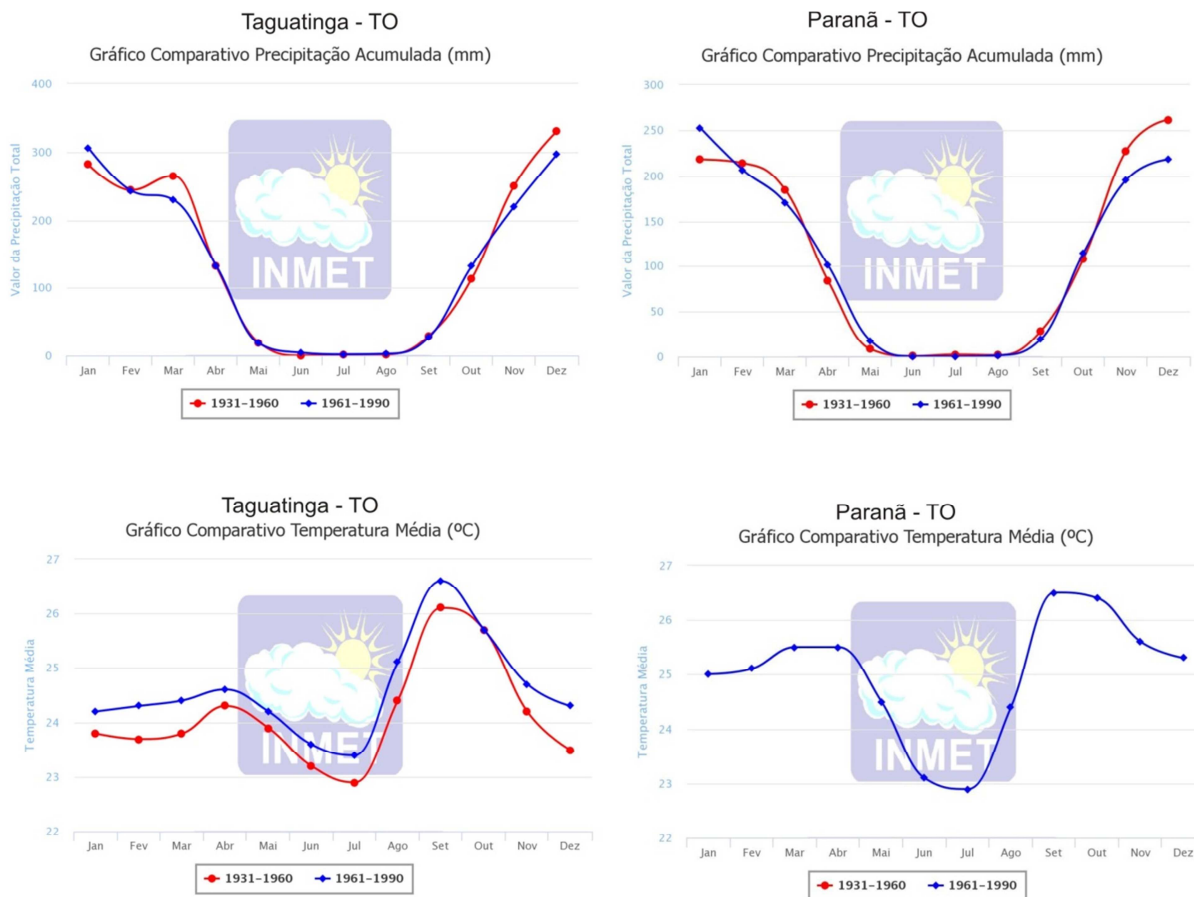 Taguatinga - TO
Gráfico Comparativo Precipitação Acumulada (mm)
400
300
200
100
0
Valor da Precipitação Total
INMET
Jan Fev Mar Abr Mai Jun Jul Ago Set Out Nov Dez
1931-1960 1961-1990
Paranã - TO
Gráfico Comparativo Precipitação Acumulada (mm)
300
250
200
150
100
50
0
Valor da Precipitação Total
INMET
Jan Fev Mar Abr Mai Jun Jul Ago Set Out Nov Dez
1931-1960 1961-1990
Taguatinga - TO
Gráfico Comparativo Temperatura Média (ºC)
27
26
25
24
23
22
Temperatura Média
INMET
Jan Fev Mar Abr Mai Jun Jul Ago Set Out Nov Dez
1931-1960 1961-1990
Paranã - TO
Gráfico Comparativo Temperatura Média (ºC)
27
26
25
24
23
22
Temperatura Média
INMET
Jan Fev Mar Abr Mai Jun Jul Ago Set Out Nov Dez
1931-1960 1961-1990